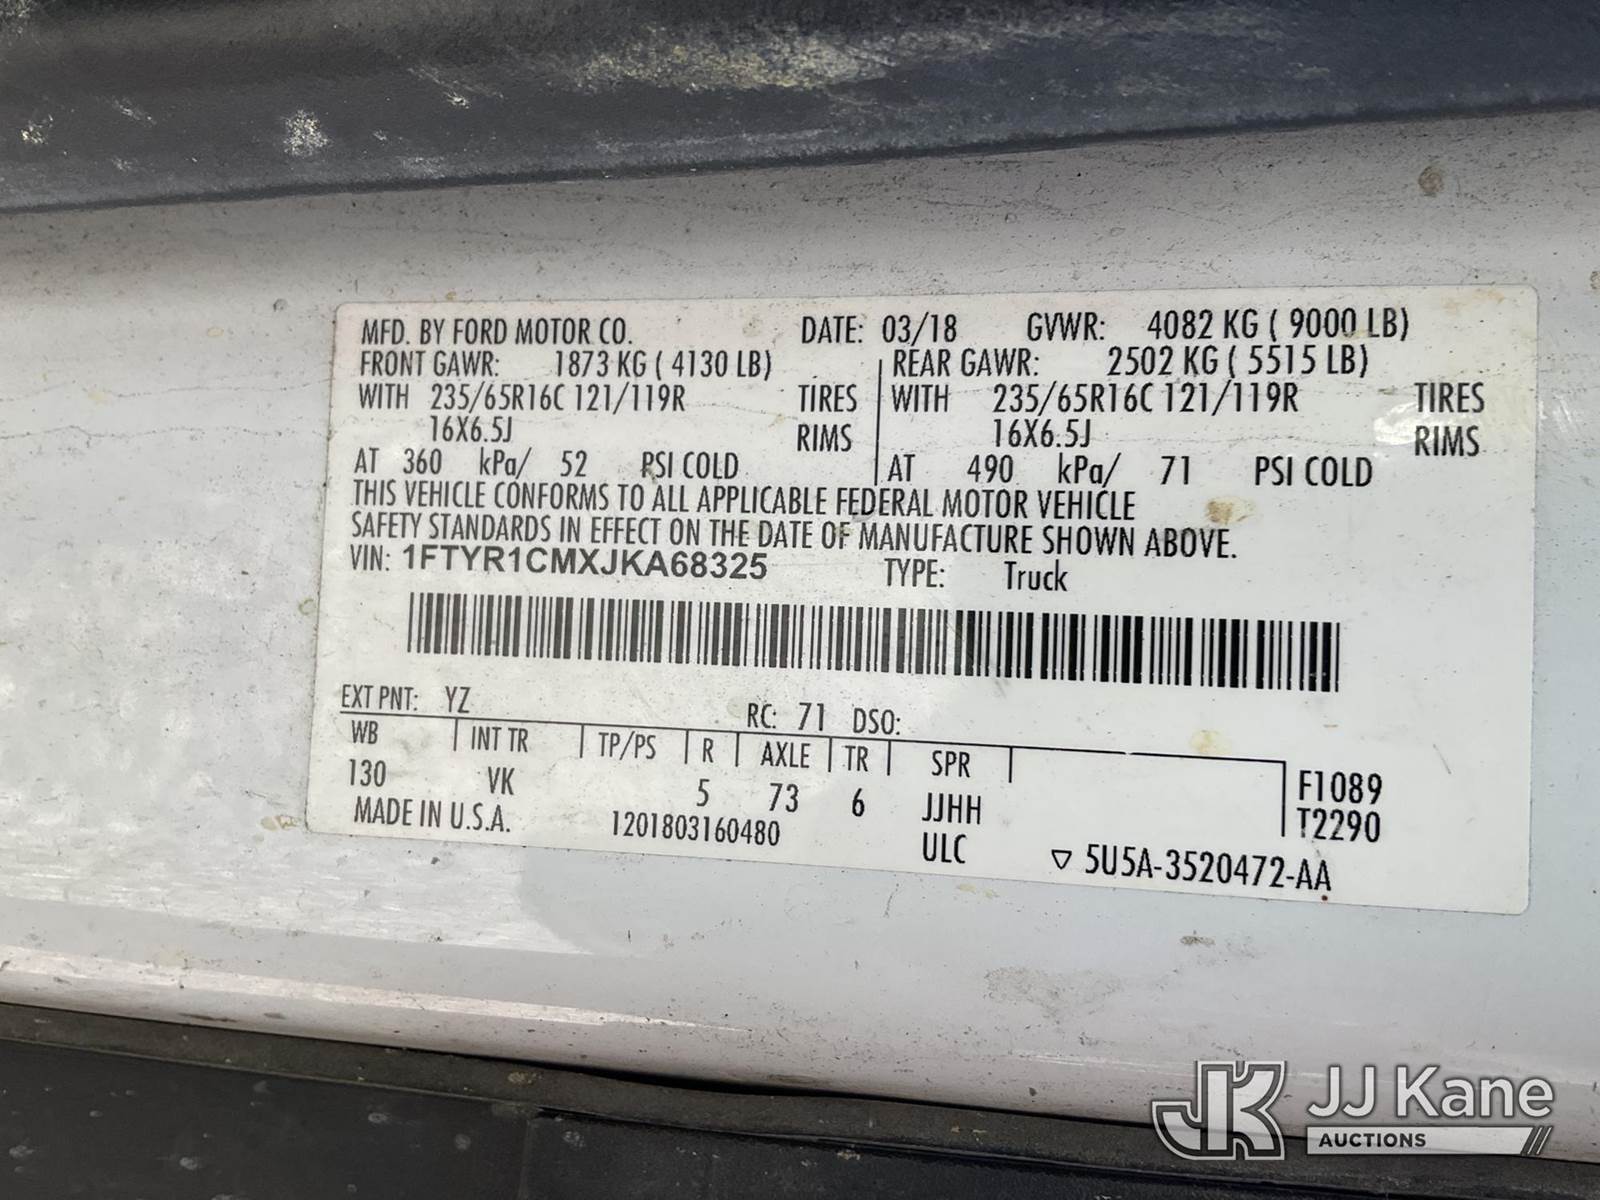 MFD. BY FORD MOTOR CO. DATE: 03/18 GVWR: 4082 KG ( 9000 LB)
FRONT GAWR: 1873 KG ( 4130 LB) REAR GAWR: 2502 KG ( 5515 LB)
WITH 235/65R16C 121/119R TIRES WITH 235/65R16C 121/119R TIRES
16X6.5J RIMS 16X6.5J RIMS
AT 360 kPa/ 52 PSI COLD AT 490 kPa/ 71 PSI COLD
THIS VEHICLE CONFORMS TO ALL APPLICABLE FEDERAL MOTOR VEHICLE
SAFETY STANDARDS IN EFFECT ON THE DATE OF MANUFACTURE SHOWN ABOVE.
VIN: 1FTYR1CMXJKA68325 TYPE: Truck
EXT PNT: YZ RC: 71 DSO:
WB INT TR TP/PS R AXLE TR SPR
130 VK 5 73 6 JJHH F1089
MADE IN U.S.A. 1201803160480 ULC T2290
▽ 5U5A-3520472-AA
JK JJ Kane
AUCTIONS